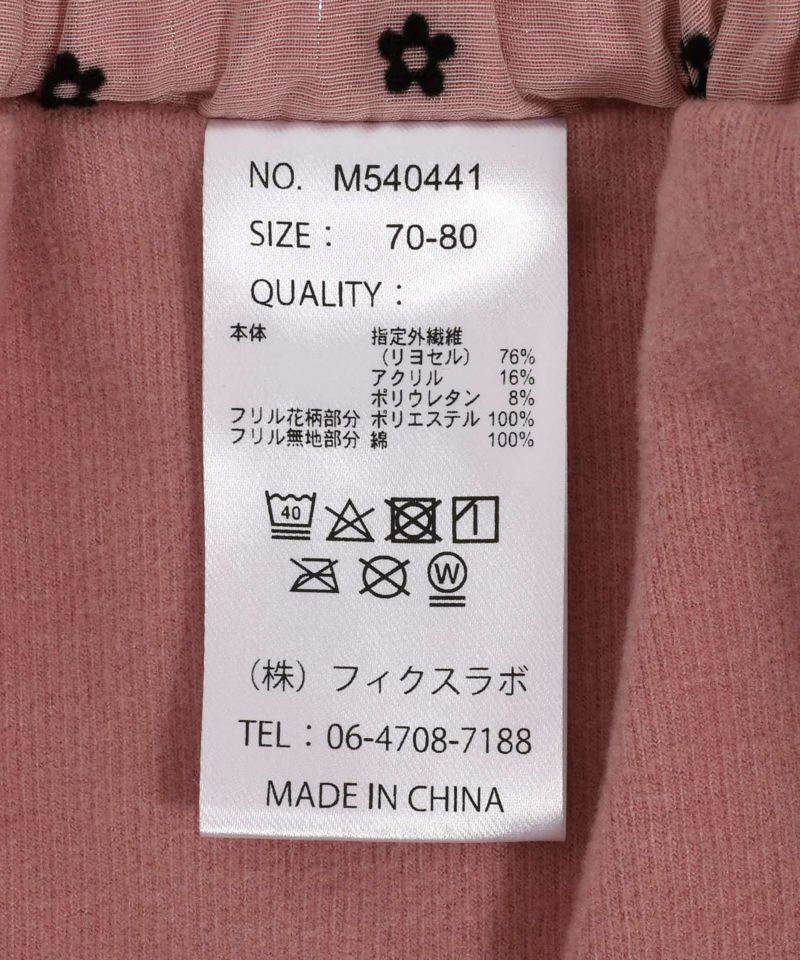 NO. M540441
SIZE : 70-80
QUALITY :
本体 指定外繊維
（リヨセル） 76%
アクリル 16%
ポリウレタン 8%
フリル花柄部分 ポリエステル 100%
フリル無地部分 綿 100%
40
W
（株）フィクスラボ
TEL : 06-4708-7188
MADE IN CHINA